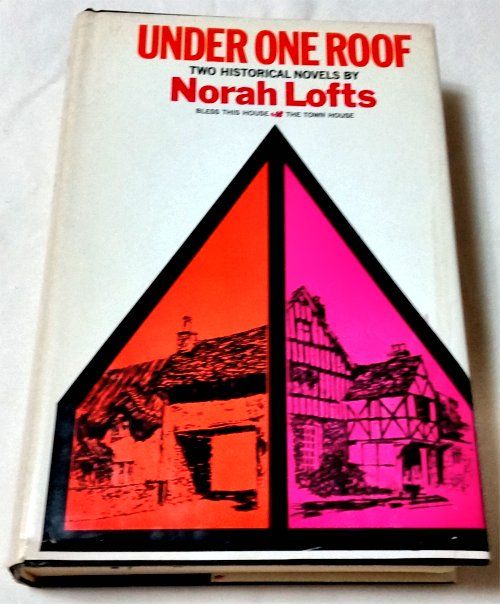 UNDER ONE ROOF
TWO HISTORICAL NOVELS BY
Norah Lofts
BLESS THIS HOUSE THE TOWN HOUSE